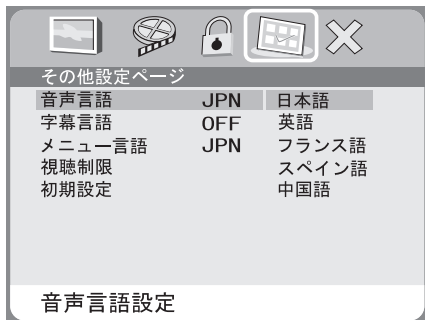 その他設定ページ
音声言語 JPN 日本語
字幕言語 OFF 英語
メニュー言語 JPN フランス語
視聴制限 スペイン語
初期設定 中国語
音声言語設定